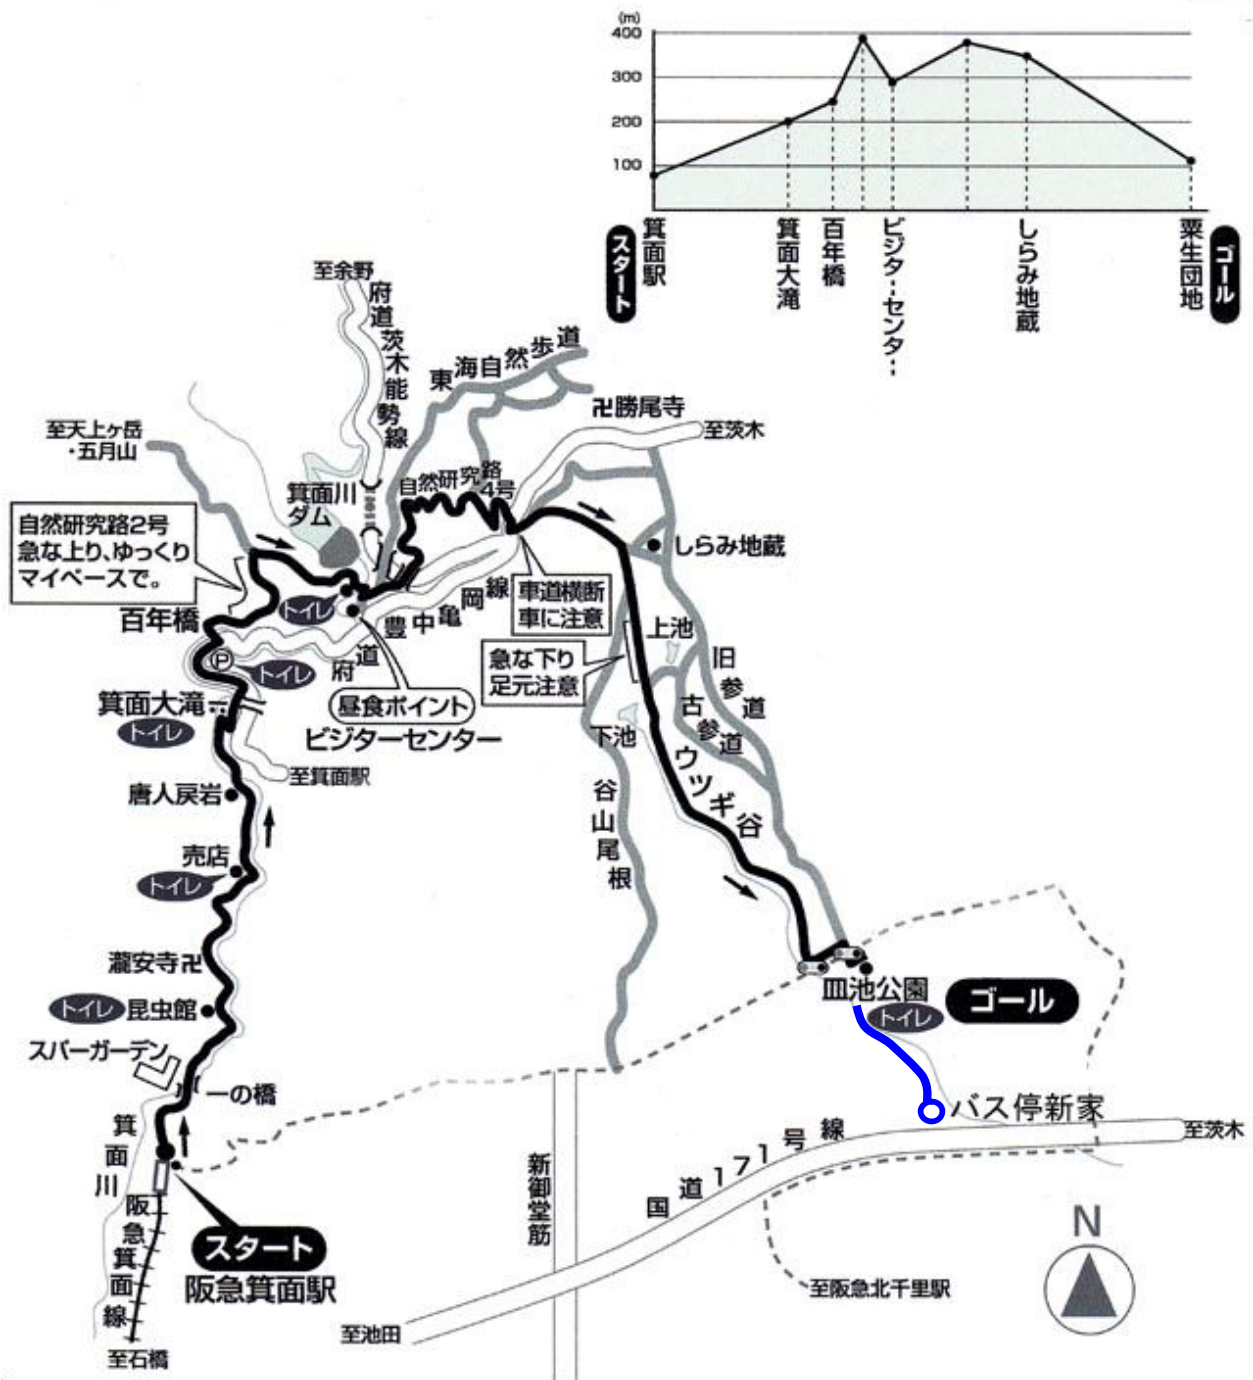 (m)
400
300
200
100
スタート
箕面駅
箕面大滝
百年橋
ビジターセンター
しらみ地蔵
粟生団地
ゴール
至余野
府道茨木能勢線
東海自然歩道
卍勝尾寺
至茨木
至天上ヶ岳
・五月山
箕面川
ダム
自然研究路
4号
自然研究路2号
急な上り、ゆっくり
マイペースで。
しらみ地蔵
トイレ
百年橋
車道横断
車に注意
府道豊中亀岡線
上池
急な下り
足元注意
旧参道
P
トイレ
昼食ポイント
ビジターセンター
箕面大滝
トイレ
古参道
下池
至箕面駅
ウツギ谷
唐人戻岩
谷山尾根
売店
トイレ
瀧安寺卍
皿池公園
ゴール
トイレ
トイレ
昆虫館
スパーガーデン
一の橋
バス停新家
箕面川
国道171号線
至茨木
新御堂筋
阪急箕面線
スタート
阪急箕面駅
N
至阪急北千里駅
至池田
至石橋